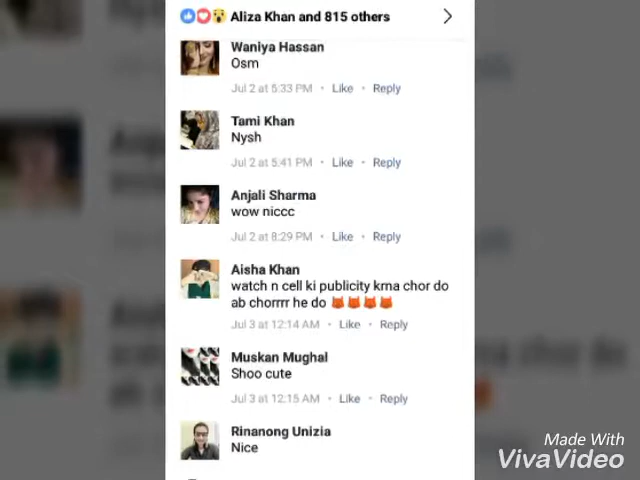 Aliza Khan and 815 others
Waniya Hassan
Osm
Jul 2 at 5:33 PM • Like • Reply
Tami Khan
Nysh
Jul 2 at 5:41 PM • Like • Reply
Anjali Sharma
wow niccc
Jul 2 at 8:29 PM • Like • Reply
Aisha Khan
watch n cell ki publicity krna chor do
ab chorrrr he do
Jul 3 at 12:14 AM • Like • Reply
Muskan Mughal
Shoo cute
Jul 3 at 12:15 AM • Like • Reply
Rinanong Unizia
Nice
Made With
VivaVideo